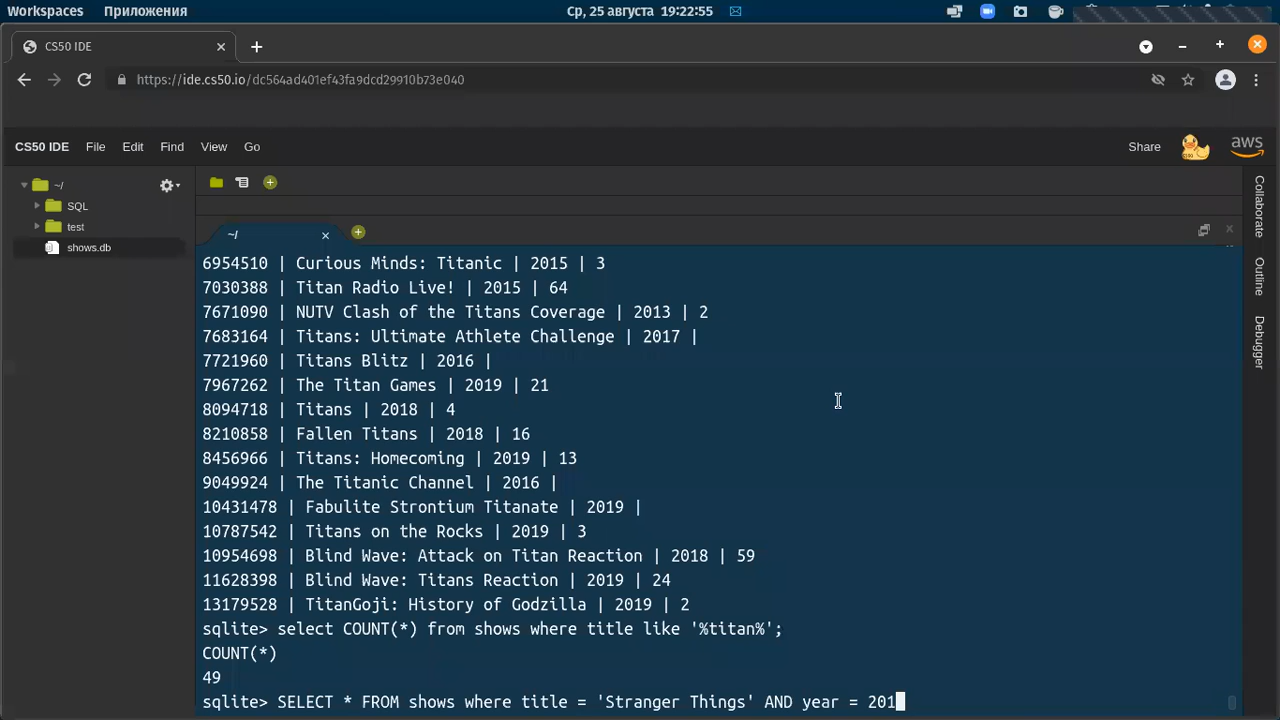 Workspaces Приложения Ср, 25 августа 19:22:55
CS50 IDE
https://ide.cs50.io/dc564ad401ef43fa9dcd29910b73e040
CS50 IDE File Edit Find View Go Share aws
~/
SQL
test
shows.db
~/
6954510 | Curious Minds: Titanic | 2015 | 3
7030388 | Titan Radio Live! | 2015 | 64
7671090 | NUTV Clash of the Titans Coverage | 2013 | 2
7683164 | Titans: Ultimate Athlete Challenge | 2017 |
7721960 | Titans Blitz | 2016 |
7967262 | The Titan Games | 2019 | 21
8094718 | Titans | 2018 | 4
8210858 | Fallen Titans | 2018 | 16
8456966 | Titans: Homecoming | 2019 | 13
9049924 | The Titanic Channel | 2016 |
10431478 | Fabulite Strontium Titanate | 2019 |
10787542 | Titans on the Rocks | 2019 | 3
10954698 | Blind Wave: Attack on Titan Reaction | 2018 | 59
11628398 | Blind Wave: Titans Reaction | 2019 | 24
13179528 | TitanGoji: History of Godzilla | 2019 | 2
sqlite> select COUNT(*) from shows where title like '%titan%';
COUNT(*)
49
sqlite> SELECT * FROM shows where title = 'Stranger Things' AND year = 201
Collaborate
Outline
Debugger